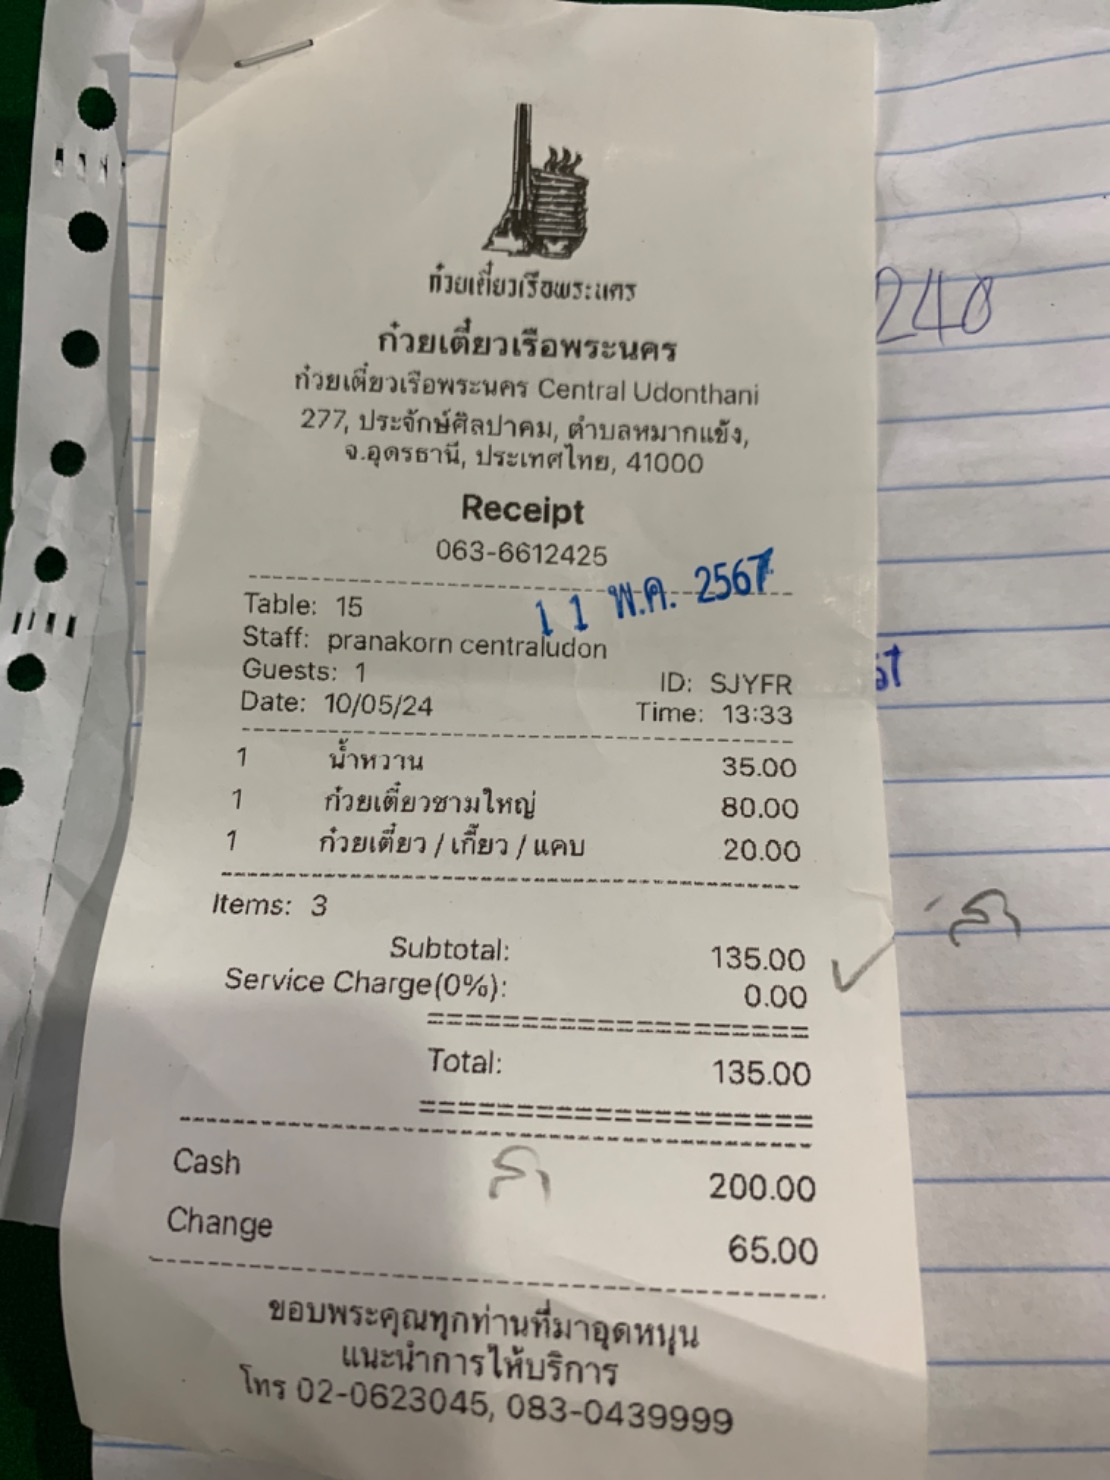 ก๋วยเตี๋ยวเรือพระนคร
ก๋วยเตี๋ยวเรือพระนคร
ก๋วยเตี๋ยวเรือพระนคร Central Udonthani
277, ประจักษ์ศิลปาคม, ตำบลหมากแข้ง,
จ.อุดรธานี, ประเทศไทย, 41000
Receipt
063-6612425
11 พ.ค. 2567
Table: 15
Staff: pranakorn centraludon
Guests: 1 ID: SJYFR
Date: 10/05/24 Time: 13:33
1 น้ำหวาน 35.00
1 ก๋วยเตี๋ยวชามใหญ่ 80.00
1 ก๋วยเตี๋ยว / เกี๊ยว / แคบ 20.00
Items: 3
Subtotal: 135.00
Service Charge(0%): 0.00
Total: 135.00
Cash 200.00
Change 65.00
ขอบพระคุณทุกท่านที่มาอุดหนุน
แนะนำการให้บริการ
โทร 02-0623045, 083-0439999
240